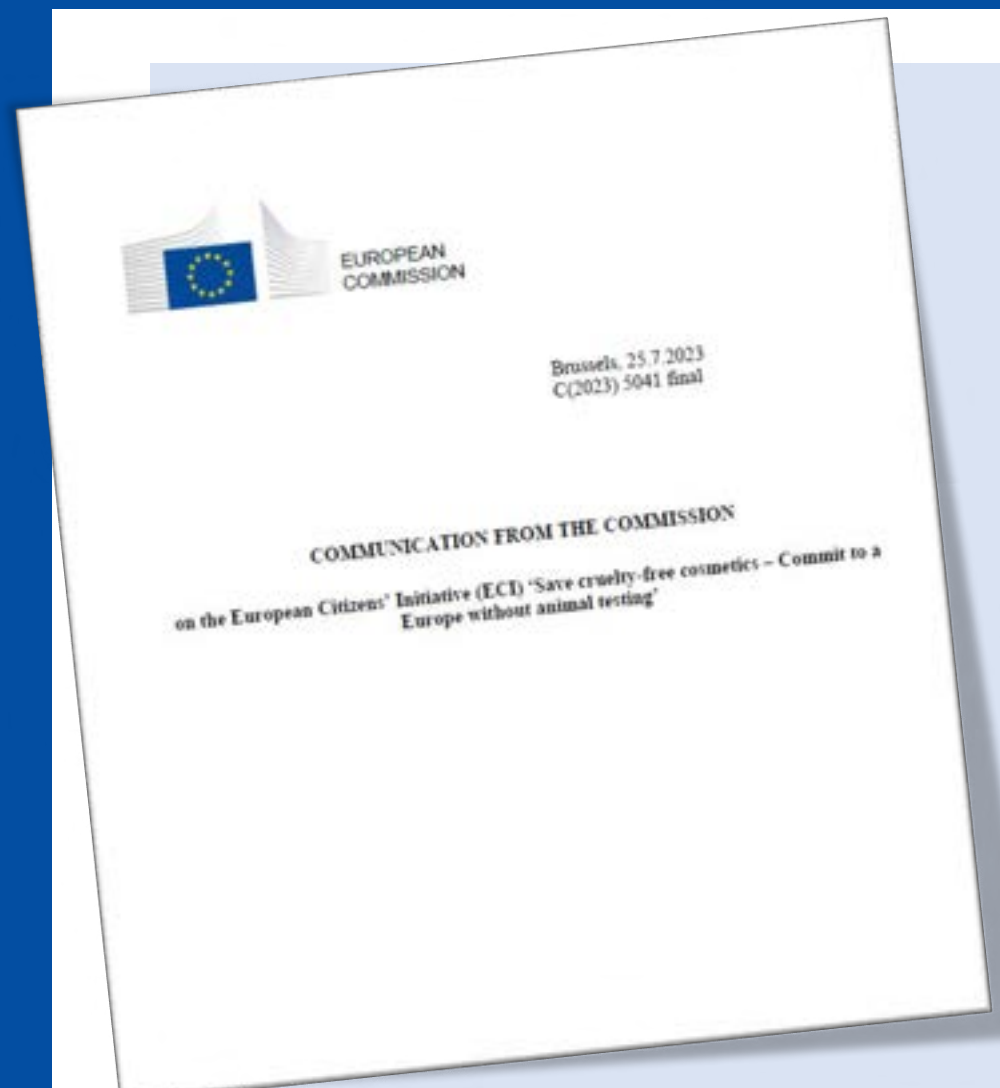 EUROPEAN
COMMISSION
Brussels, 25.7.2023
C(2023) 5041 final
COMMUNICATION FROM THE COMMISSION
on the European Citizens' Initiative (ECI) 'Save cruelty-free cosmetics – Commit to a
Europe without animal testing'